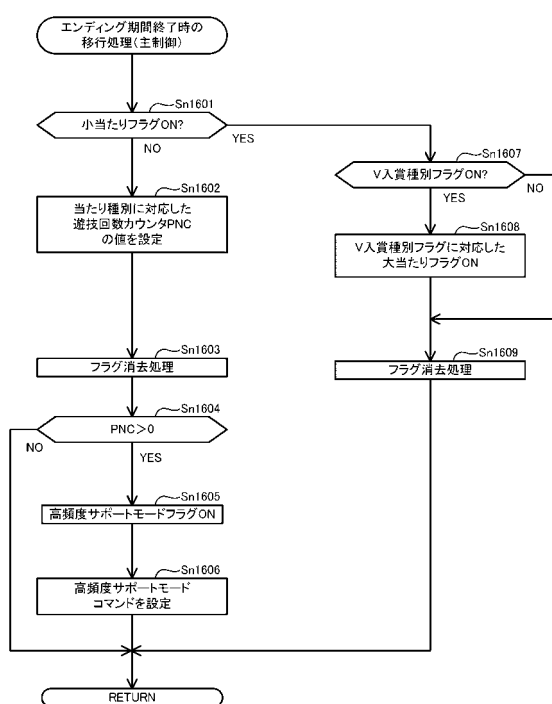 エンディング期間終了時の
移行処理(主制御)
Sn1601
小当たりフラグON?
YES
NO
Sn1602
当たり種別に対応した
遊技回数カウンタPNC
の値を設定
Sn1603
フラグ消去処理
Sn1604
PNC>0
NO
YES
Sn1605
高頻度サポートモードフラグON
Sn1606
高頻度サポートモード
コマンドを設定
RETURN
Sn1607
V入賞種別フラグON?
NO
YES
Sn1608
V入賞種別フラグに対応した
大当たりフラグON
Sn1609
フラグ消去処理